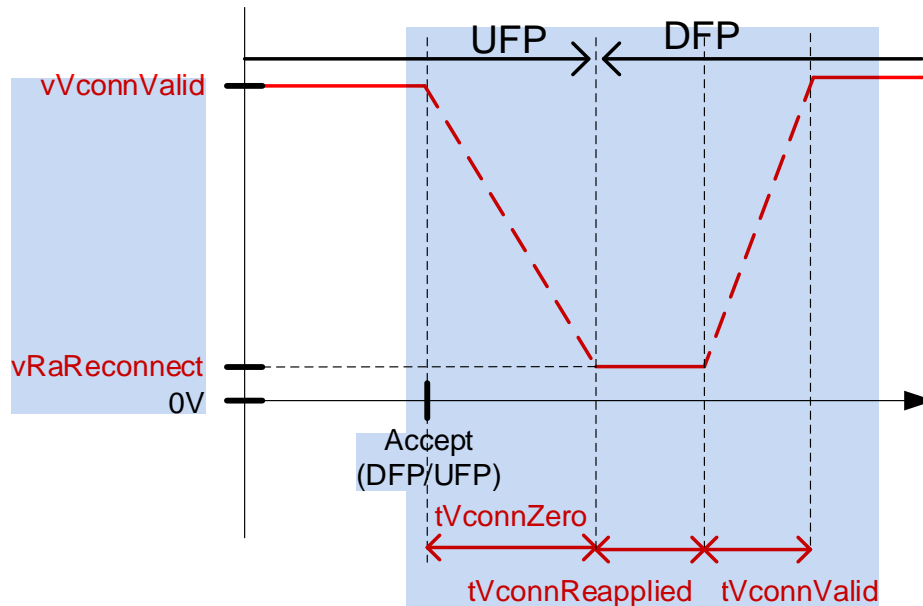 UFP
DFP
vVconnValid
vRaReconnect
0V
Accept
(DFP/UFP)
tVconnZero
tVconnReapplied
tVconnValid